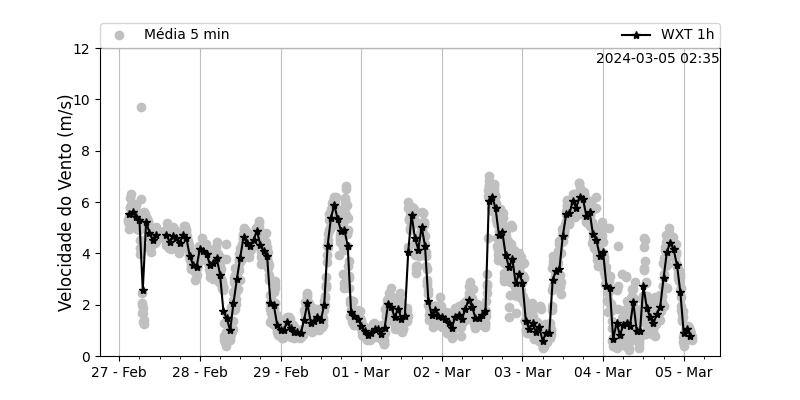 Média 5 min
WXT 1h
2024-03-05 02:35
Velocidade do Vento (m/s)
12
10
8
6
4
2
0
27 - Feb
28 - Feb
29 - Feb
01 - Mar
02 - Mar
03 - Mar
04 - Mar
05 - Mar